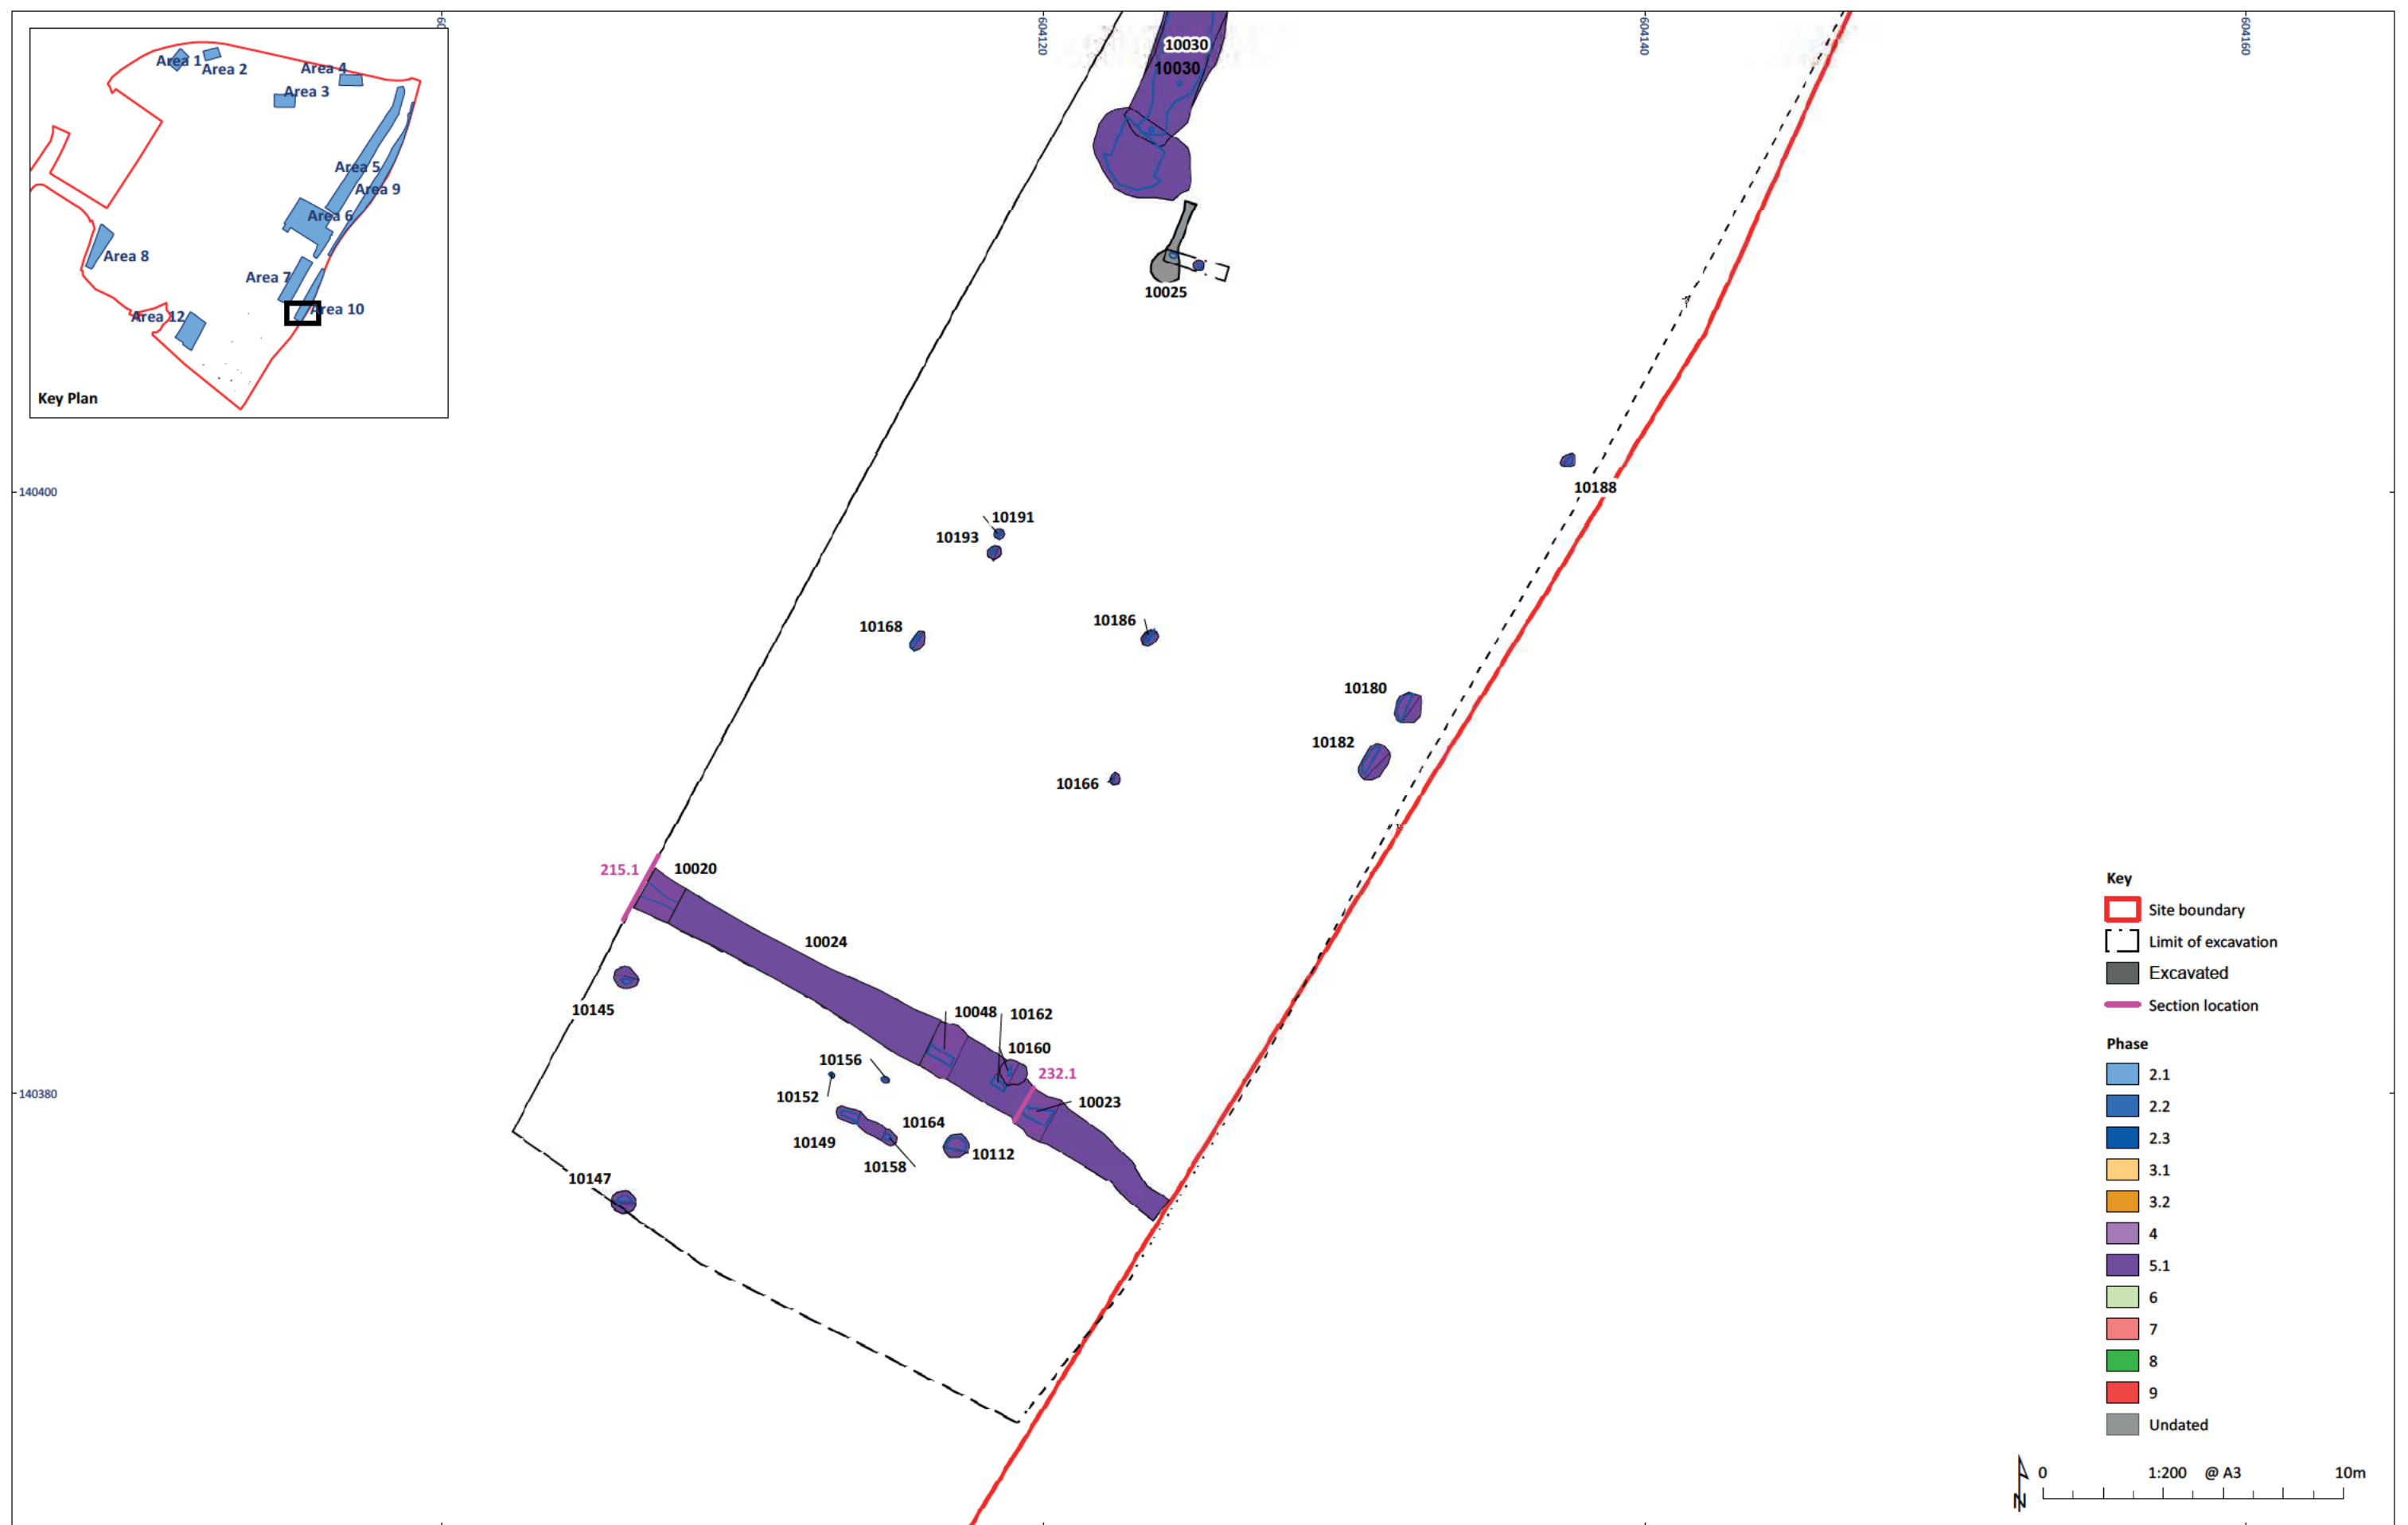 604120
604140
604160
Area 1
Area 2
Area 3
Area 4
Area 5
Area 9
Area 6
Area 8
Area 7
Area 10
Area 12
Key Plan
10030
10030
10025
140400
10188
10191
10193
10168
10186
10180
10182
10166
215.1
10020
10024
10145
10048
10162
10160
10156
232.1
140380
10152
10023
10164
10149
10112
10158
10147
Key
Site boundary
Limit of excavation
Excavated
Section location
Phase
2.1
2.2
2.3
3.1
3.2
4
5.1
6
7
8
9
Undated
N
0 1:200 @ A3 10m